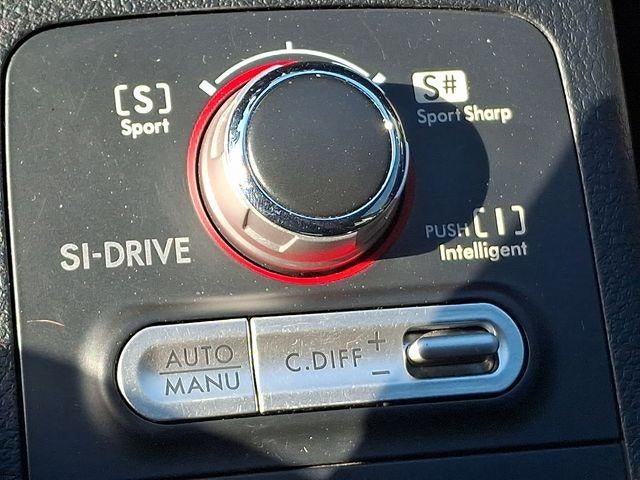 [S]
Sport
S#
Sport Sharp
SI-DRIVE
PUSH [I]
Intelligent
AUTO
MANU
C.DIFF + −